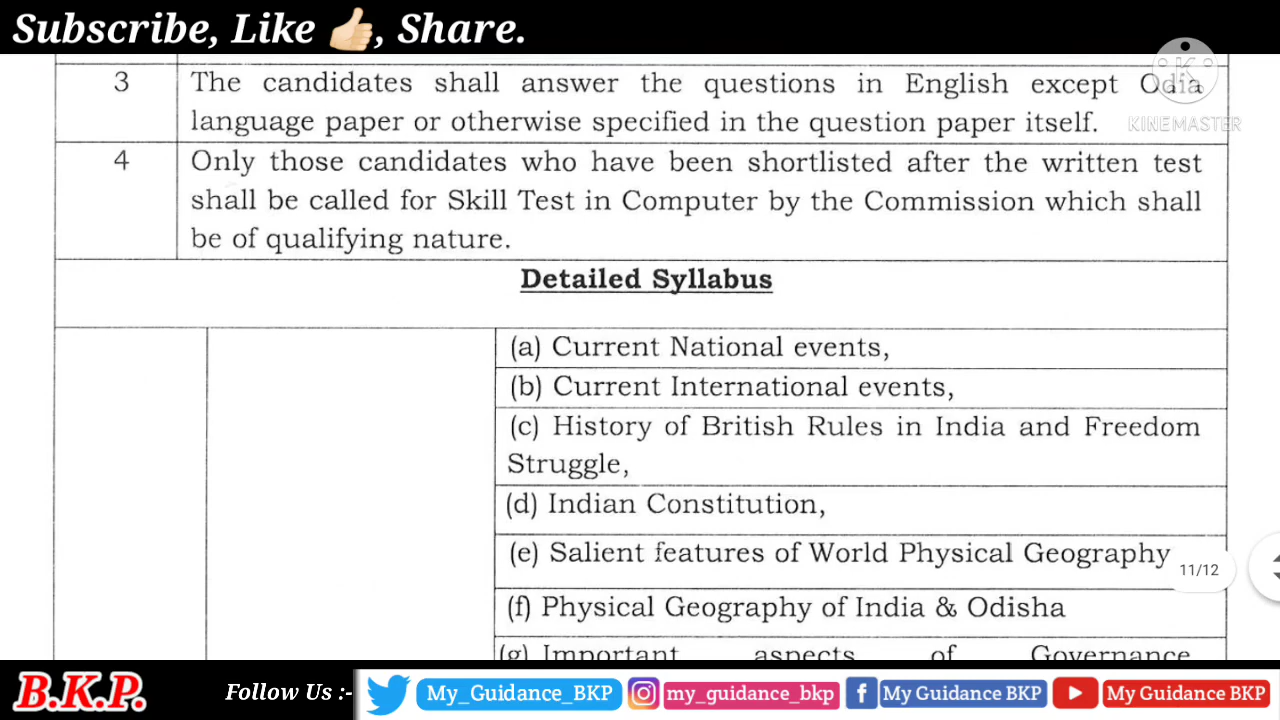 Subscribe, Like 👍🏻, Share.
3 The candidates shall answer the questions in English except Odia
language paper or otherwise specified in the question paper itself.
KINEMASTER
4 Only those candidates who have been shortlisted after the written test
shall be called for Skill Test in Computer by the Commission which shall
be of qualifying nature.
Detailed Syllabus
(a) Current National events,
(b) Current International events,
(c) History of British Rules in India and Freedom
Struggle,
(d) Indian Constitution,
(e) Salient features of World Physical Geography
11/12
(f) Physical Geography of India & Odisha
(g) Important aspects of Governance
B.K.P. Follow Us :- My_Guidance_BKP my_guidance_bkp My Guidance BKP My Guidance BKP